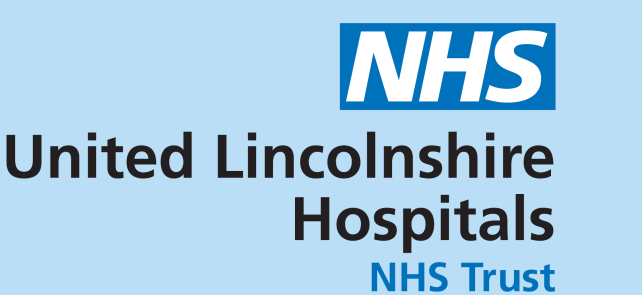 NHS
United Lincolnshire
Hospitals
NHS Trust